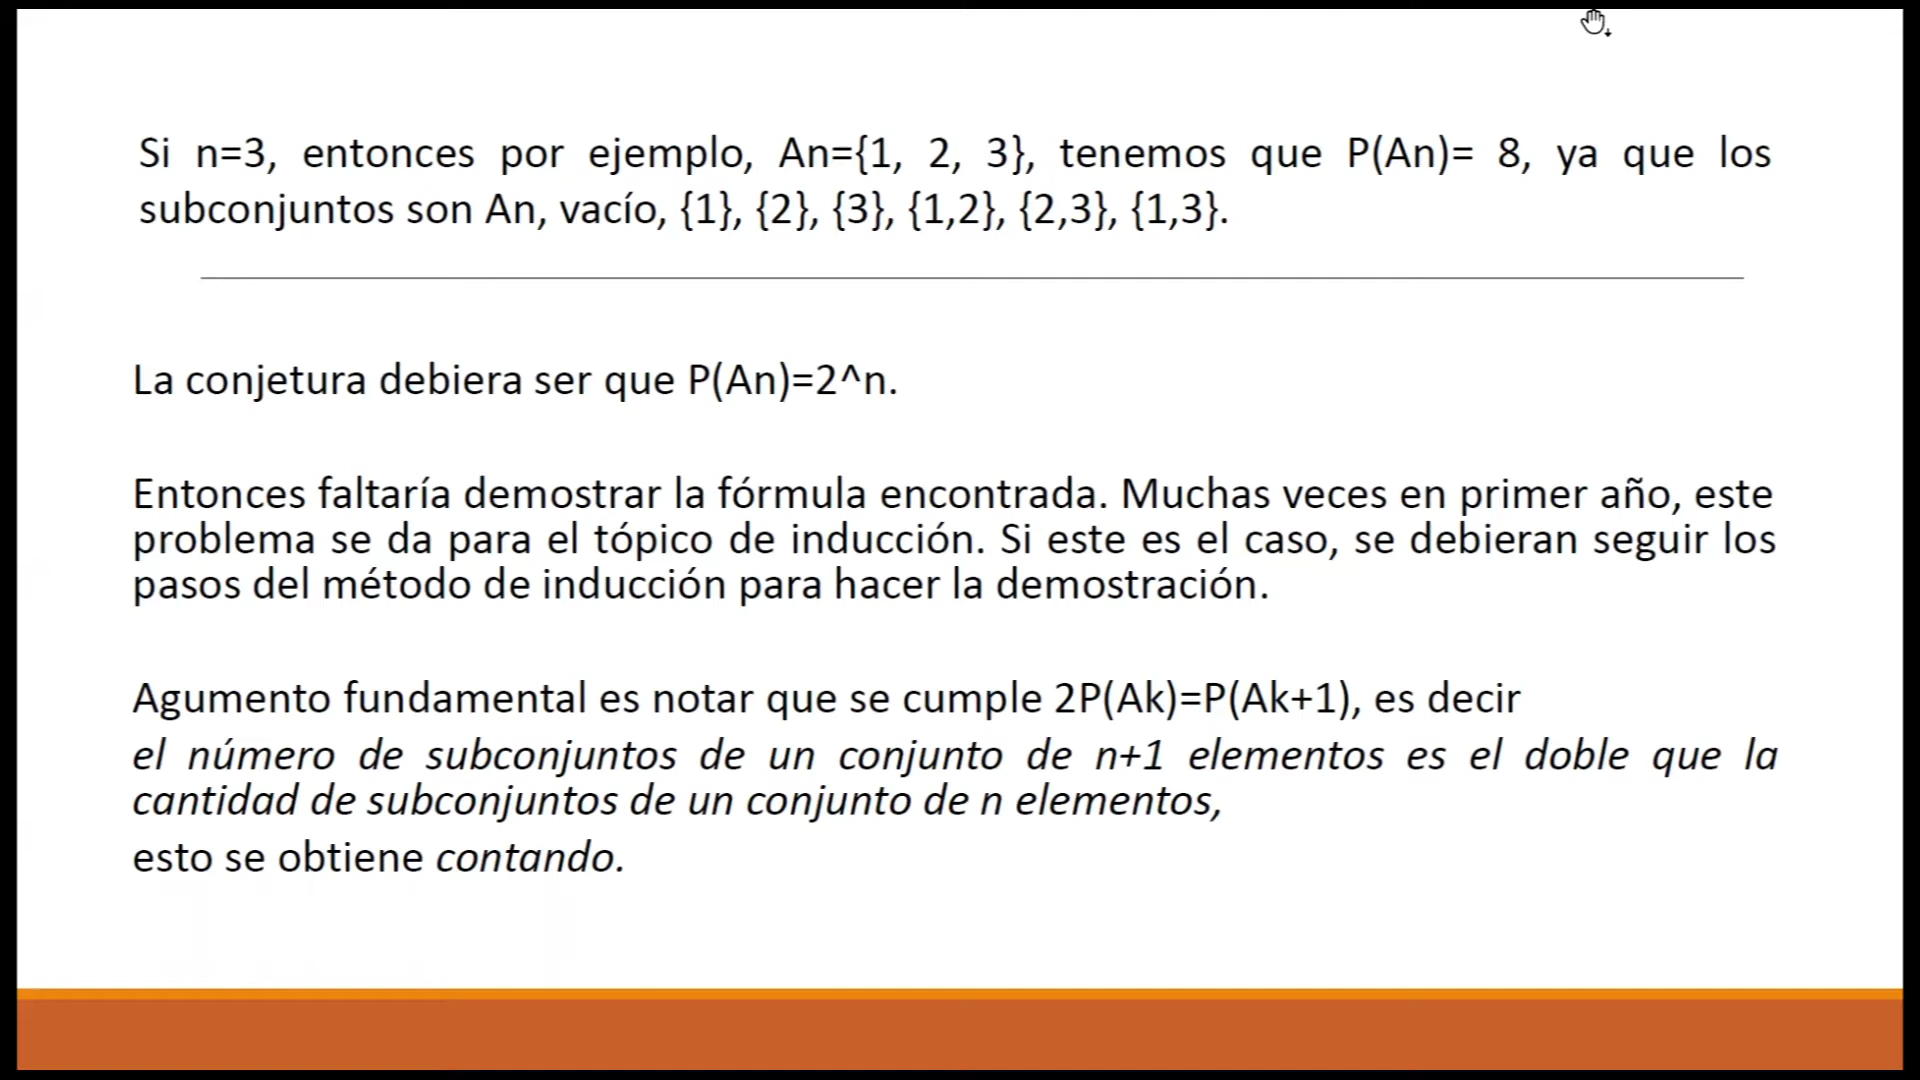 Si n=3, entonces por ejemplo, An={1, 2, 3}, tenemos que P(An)= 8, ya que los
subconjuntos son An, vacío, {1}, {2}, {3}, {1,2}, {2,3}, {1,3}.
La conjetura debiera ser que P(An)=2^n.
Entonces faltaría demostrar la fórmula encontrada. Muchas veces en primer año, este
problema se da para el tópico de inducción. Si este es el caso, se debieran seguir los
pasos del método de inducción para hacer la demostración.
Agumento fundamental es notar que se cumple 2P(Ak)=P(Ak+1), es decir
el número de subconjuntos de un conjunto de n+1 elementos es el doble que la
cantidad de subconjuntos de un conjunto de n elementos,
esto se obtiene contando.